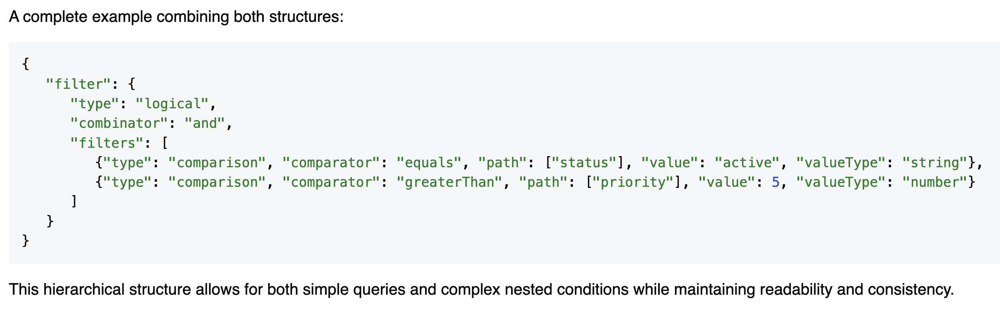 A complete example combining both structures:
{
   "filter": {
      "type": "logical",
      "combinator": "and",
      "filters": [
         {"type": "comparison", "comparator": "equals", "path": ["status"], "value": "active", "valueType": "string"},
         {"type": "comparison", "comparator": "greaterThan", "path": ["priority"], "value": 5, "valueType": "number"}
      ]
   }
}
This hierarchical structure allows for both simple queries and complex nested conditions while maintaining readability and consistency.